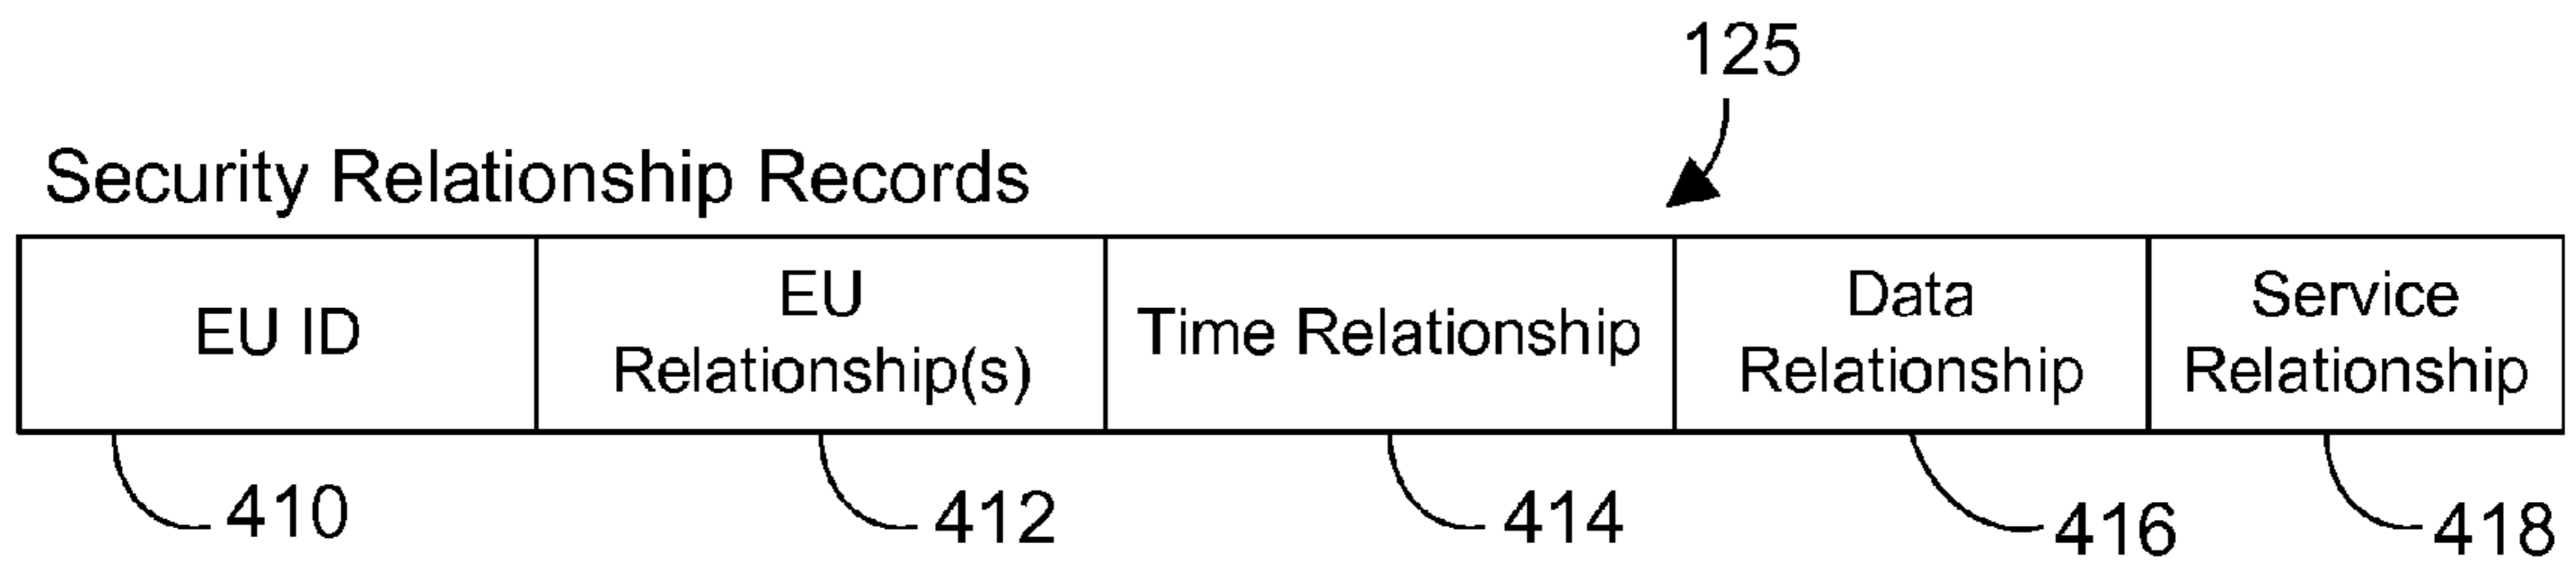 125
Security Relationship Records
EU ID
EU
Relationship(s)
Time Relationship
Data
Relationship
Service
Relationship
410
412
414
416
418